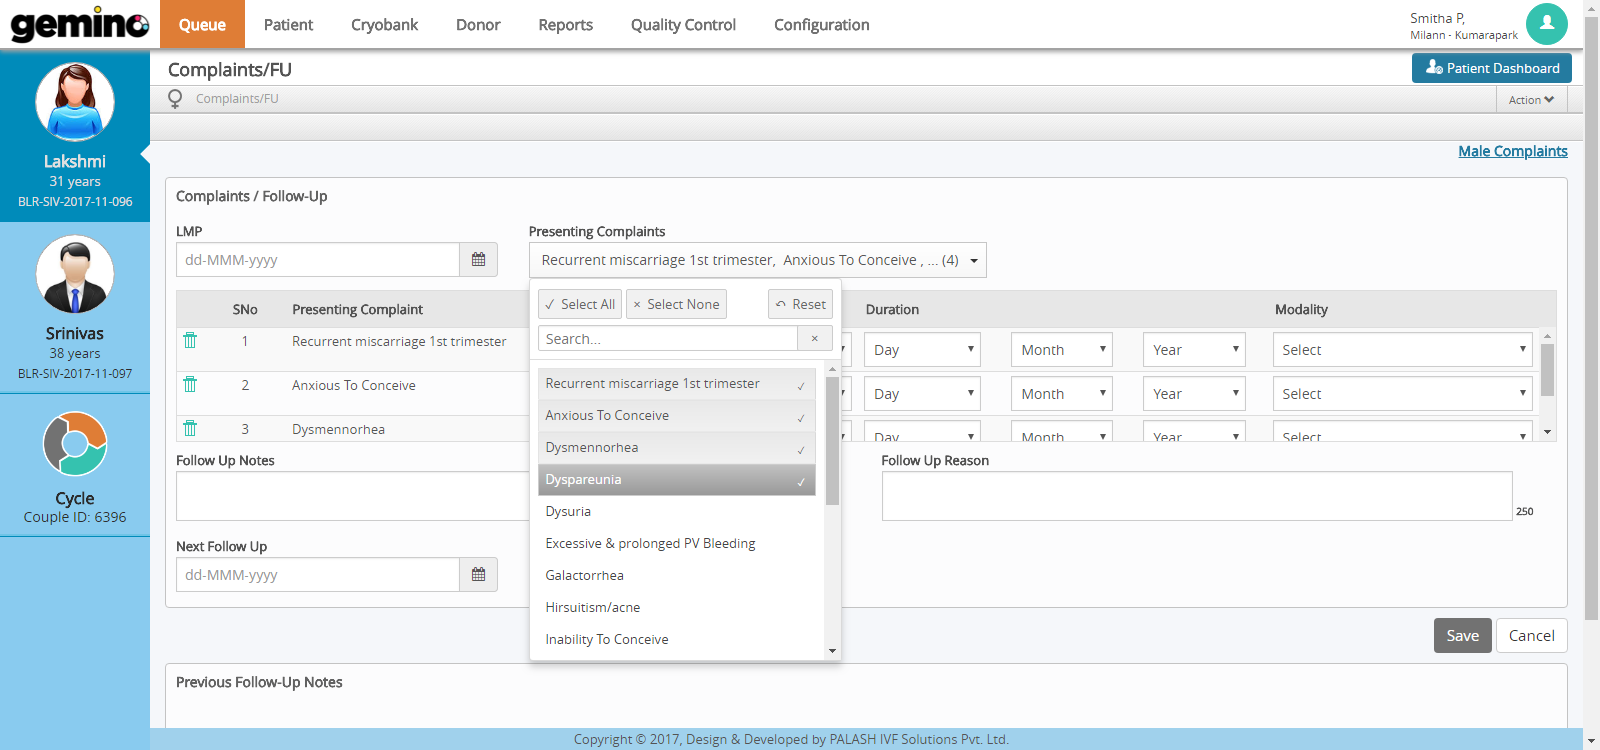 gemino
Queue
Patient
Cryobank
Donor
Reports
Quality Control
Configuration
Smitha P,
Milann - Kumarapark
Lakshmi
31 years
BLR-SIV-2017-11-096
Srinivas
38 years
BLR-SIV-2017-11-097
Cycle
Couple ID: 6396
Complaints/FU
Patient Dashboard
Complaints/FU
Action
Male Complaints
Complaints / Follow-Up
LMP
dd-MMM-yyyy
Presenting Complaints
Recurrent miscarriage 1st trimester, Anxious To Conceive , ... (4)
✓ Select All
× Select None
Reset
Search...
×
Recurrent miscarriage 1st trimester ✓
Anxious To Conceive ✓
Dysmennorhea ✓
Dyspareunia ✓
Dysuria
Excessive & prolonged PV Bleeding
Galactorrhea
Hirsuitism/acne
Inability To Conceive
SNo Presenting Complaint Duration Modality
1 Recurrent miscarriage 1st trimester Day Month Year Select
2 Anxious To Conceive Day Month Year Select
3 Dysmennorhea Day Month Year Select
Follow Up Notes
Follow Up Reason
250
Next Follow Up
dd-MMM-yyyy
Save
Cancel
Previous Follow-Up Notes
Copyright © 2017, Design & Developed by PALASH IVF Solutions Pvt. Ltd.